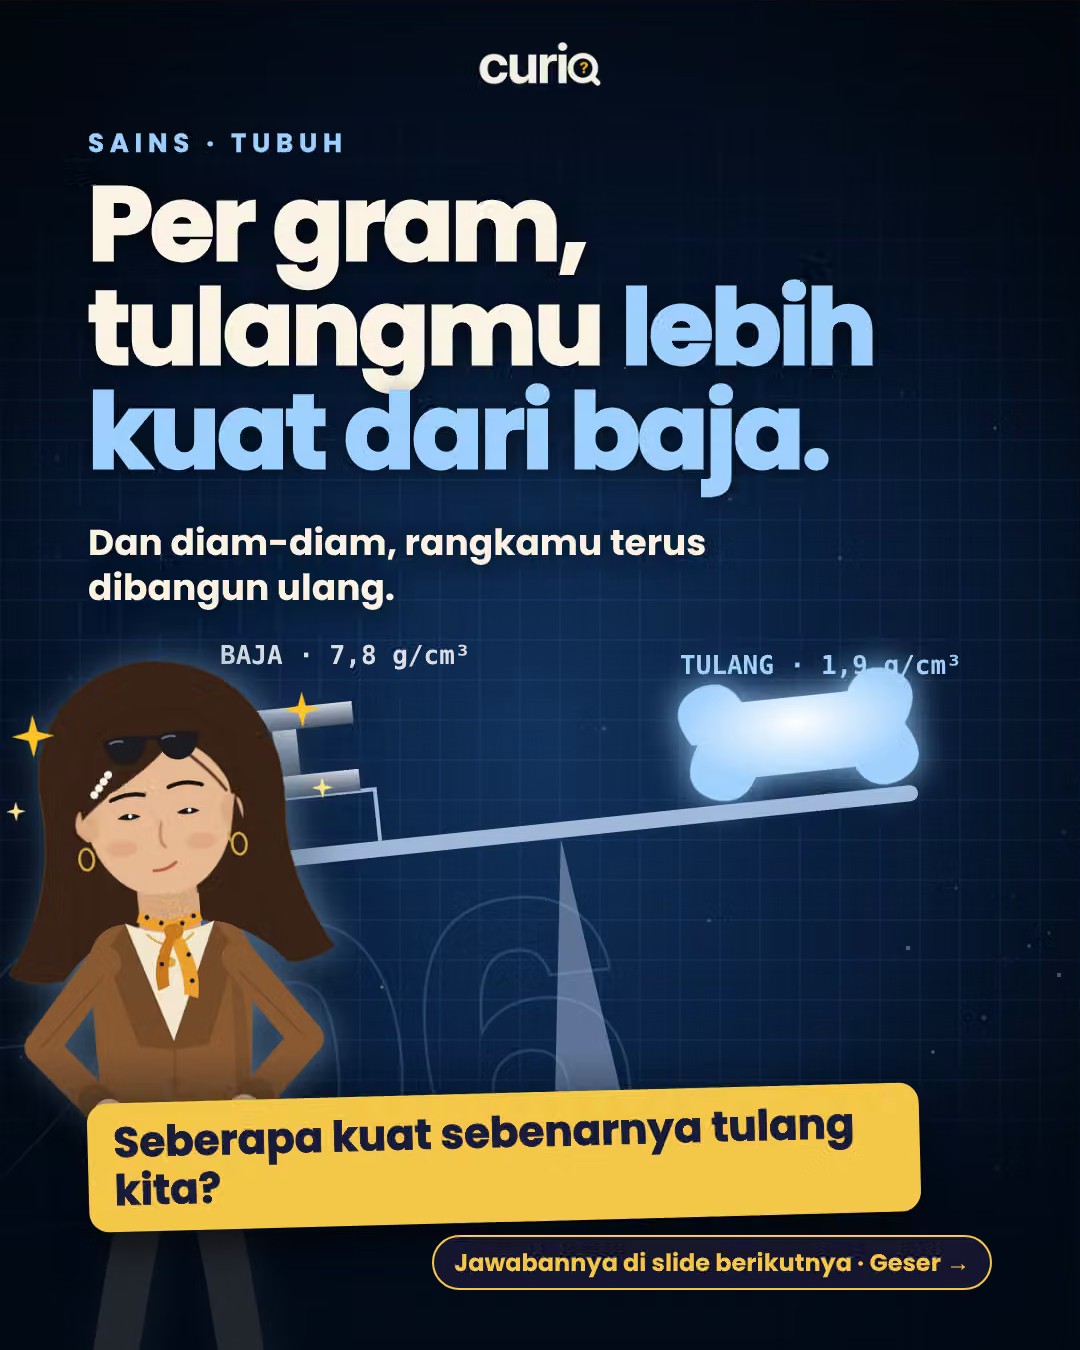 curiQ
SAINS · TUBUH
Per gram,
tulangmu lebih
kuat dari baja.
Dan diam-diam, rangkamu terus
dibangun ulang.
BAJA · 7,8 g/cm³
TULANG · 1,9 g/cm³
06
Seberapa kuat sebenarnya tulang
kita?
Jawabannya di slide berikutnya · Geser →